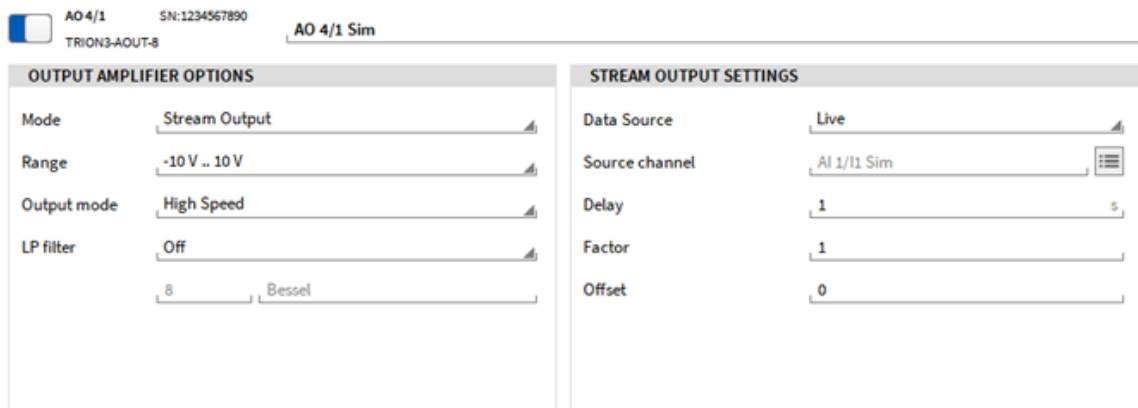 AO 4/1 SN:1234567890
TRION3-AOUT-8
AO 4/1 Sim
OUTPUT AMPLIFIER OPTIONS
Mode Stream Output
Range -10 V .. 10 V
Output mode High Speed
LP filter Off
8 Bessel
STREAM OUTPUT SETTINGS
Data Source Live
Source channel AI 1/I1 Sim
Delay 1 s
Factor 1
Offset 0